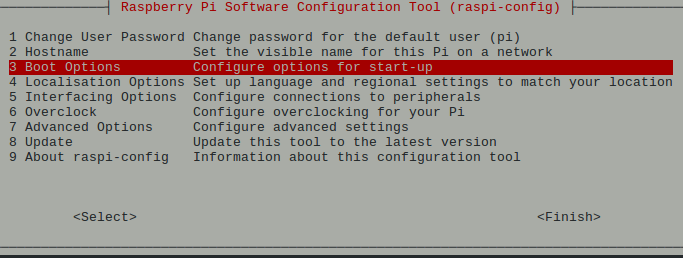 Raspberry Pi Software Configuration Tool (raspi-config)
1 Change User Password Change password for the default user (pi)
2 Hostname Set the visible name for this Pi on a network
3 Boot Options Configure options for start-up
4 Localisation Options Set up language and regional settings to match your location
5 Interfacing Options Configure connections to peripherals
6 Overclock Configure overclocking for your Pi
7 Advanced Options Configure advanced settings
8 Update Update this tool to the latest version
9 About raspi-config Information about this configuration tool
<Select> <Finish>